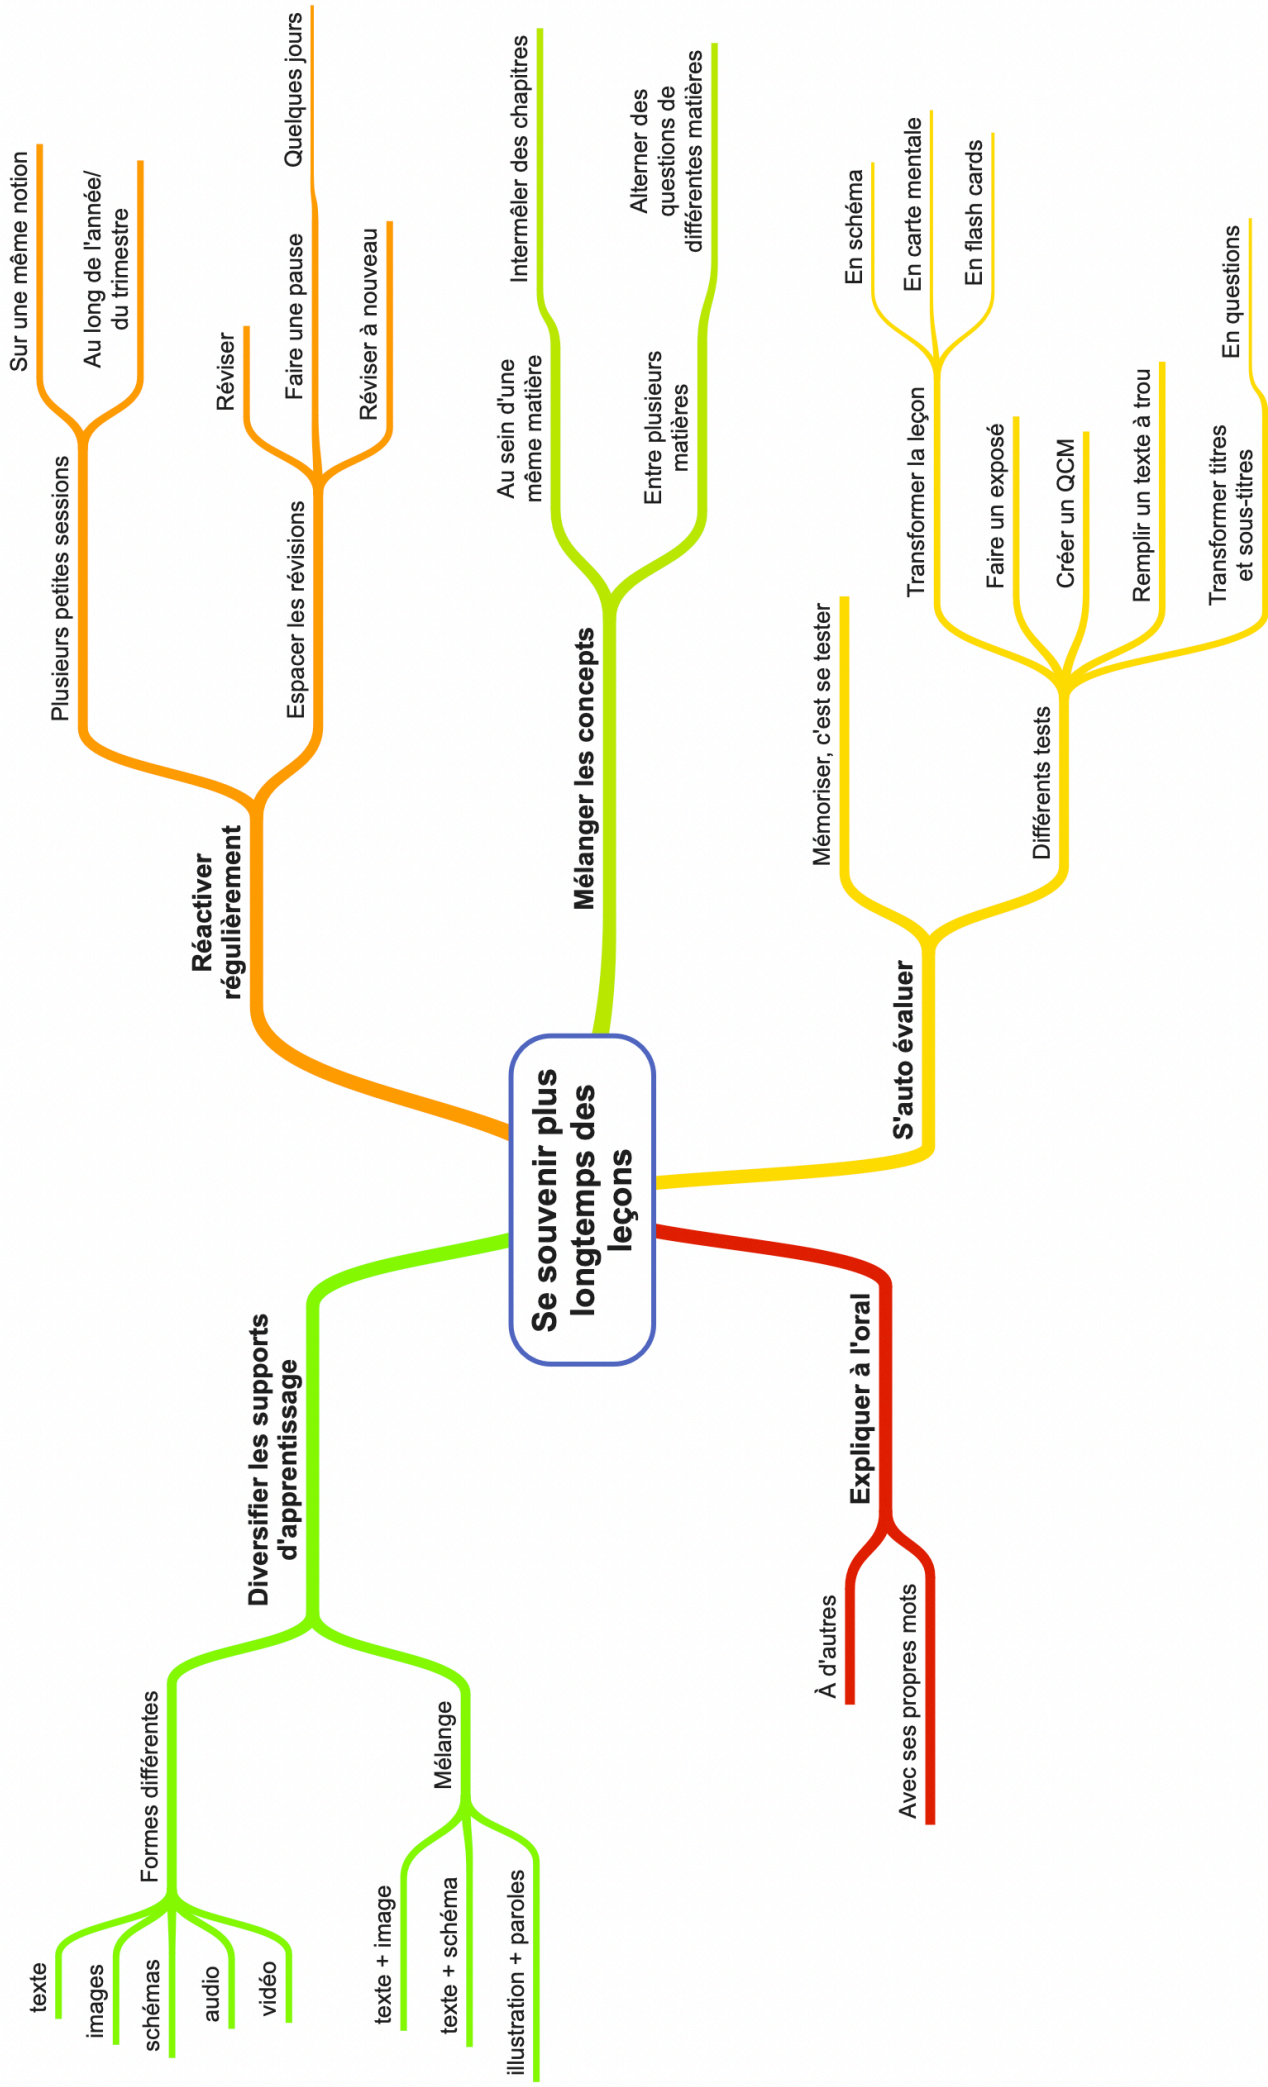 Se souvenir plus
longtemps des
leçons
Réactiver
régulièrement
Plusieurs petites sessions
Sur une même notion
Au long de l'année/
du trimestre
Espacer les révisions
Réviser
Faire une pause
Quelques jours
Réviser à nouveau
Mélanger les concepts
Au sein d'une
même matière
Intermêler des chapitres
Entre plusieurs
matières
Alterner des
questions de
différentes matières
S'auto évaluer
Mémoriser, c'est se tester
Différents tests
Transformer la leçon
En schéma
En carte mentale
En flash cards
Faire un exposé
Créer un QCM
Remplir un texte à trou
Transformer titres
et sous-titres
En questions
Expliquer à l'oral
À d'autres
Avec ses propres mots
Diversifier les supports
d'apprentissage
Formes différentes
texte
images
schémas
audio
vidéo
Mélange
texte + image
texte + schéma
illustration + paroles